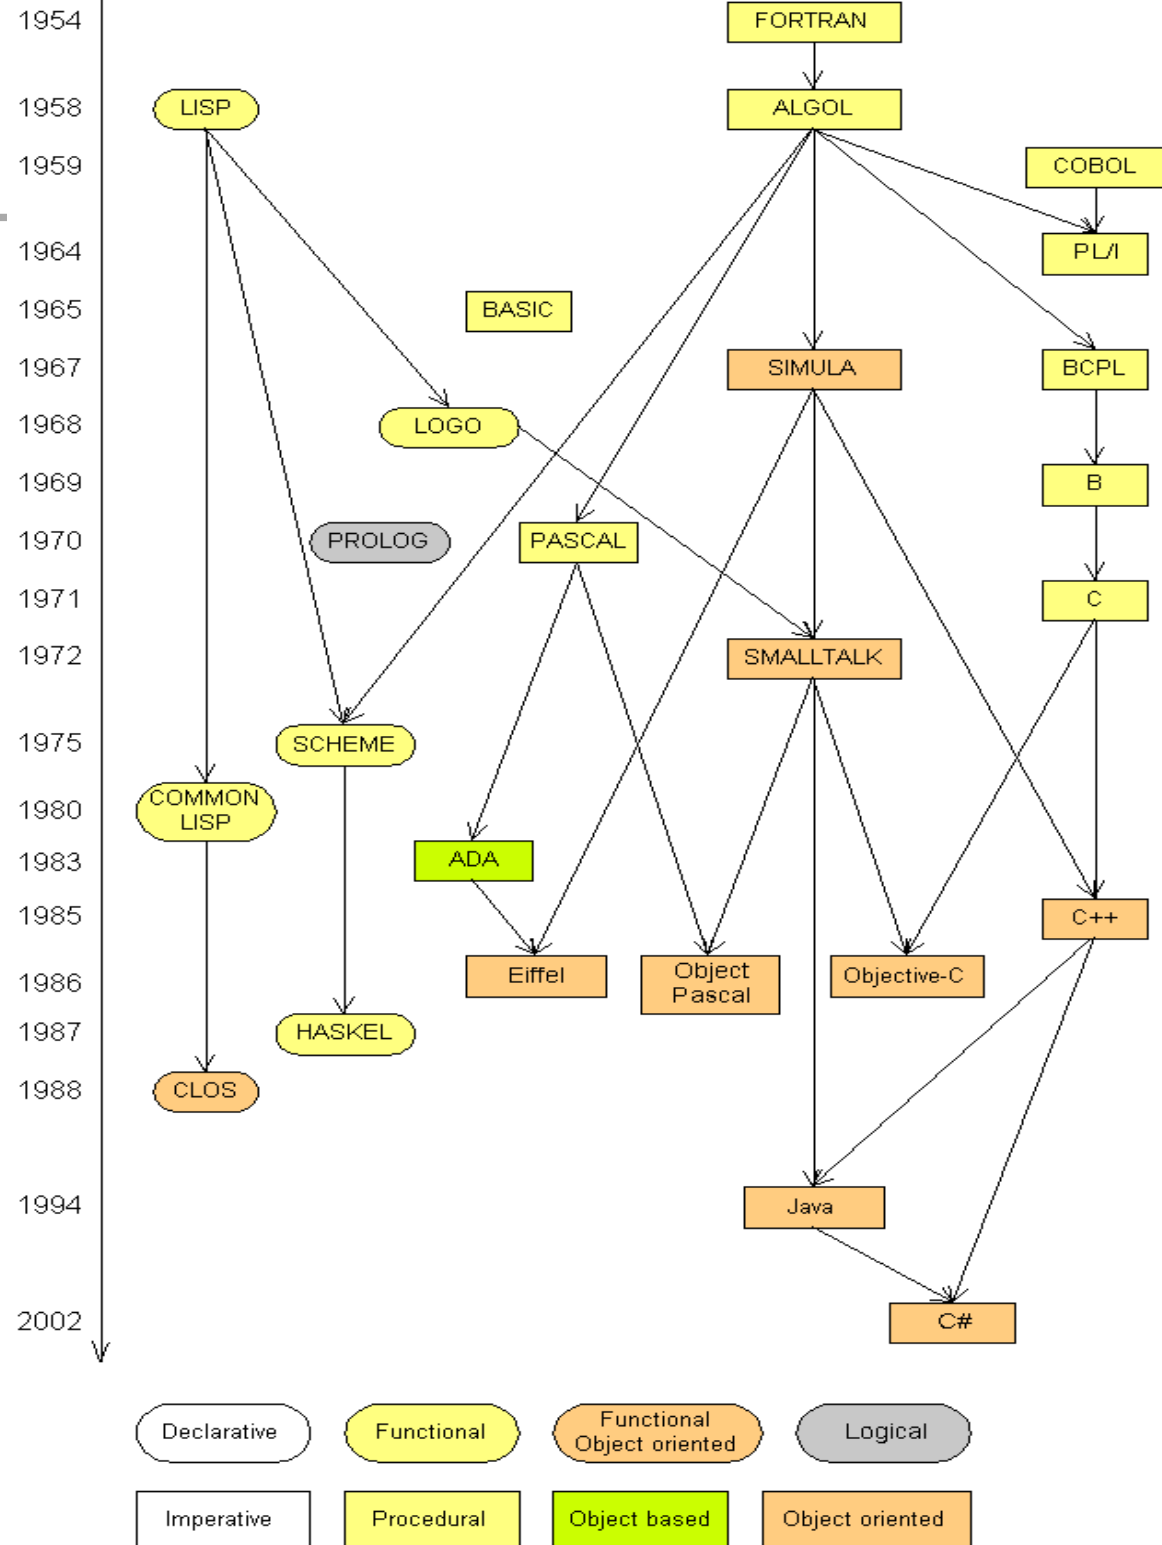 1954
FORTRAN
1958
LISP
ALGOL
1959
COBOL
1964
PL/I
1965
BASIC
1967
SIMULA
BCPL
1968
LOGO
1969
B
1970
PROLOG
PASCAL
1971
C
1972
SMALLTALK
1975
SCHEME
1980
COMMON
LISP
1983
ADA
1985
C++
1986
Eiffel
Object
Pascal
Objective-C
1987
HASKEL
1988
CLOS
1994
Java
2002
C#
Declarative
Functional
Functional
Object oriented
Logical
Imperative
Procedural
Object based
Object oriented